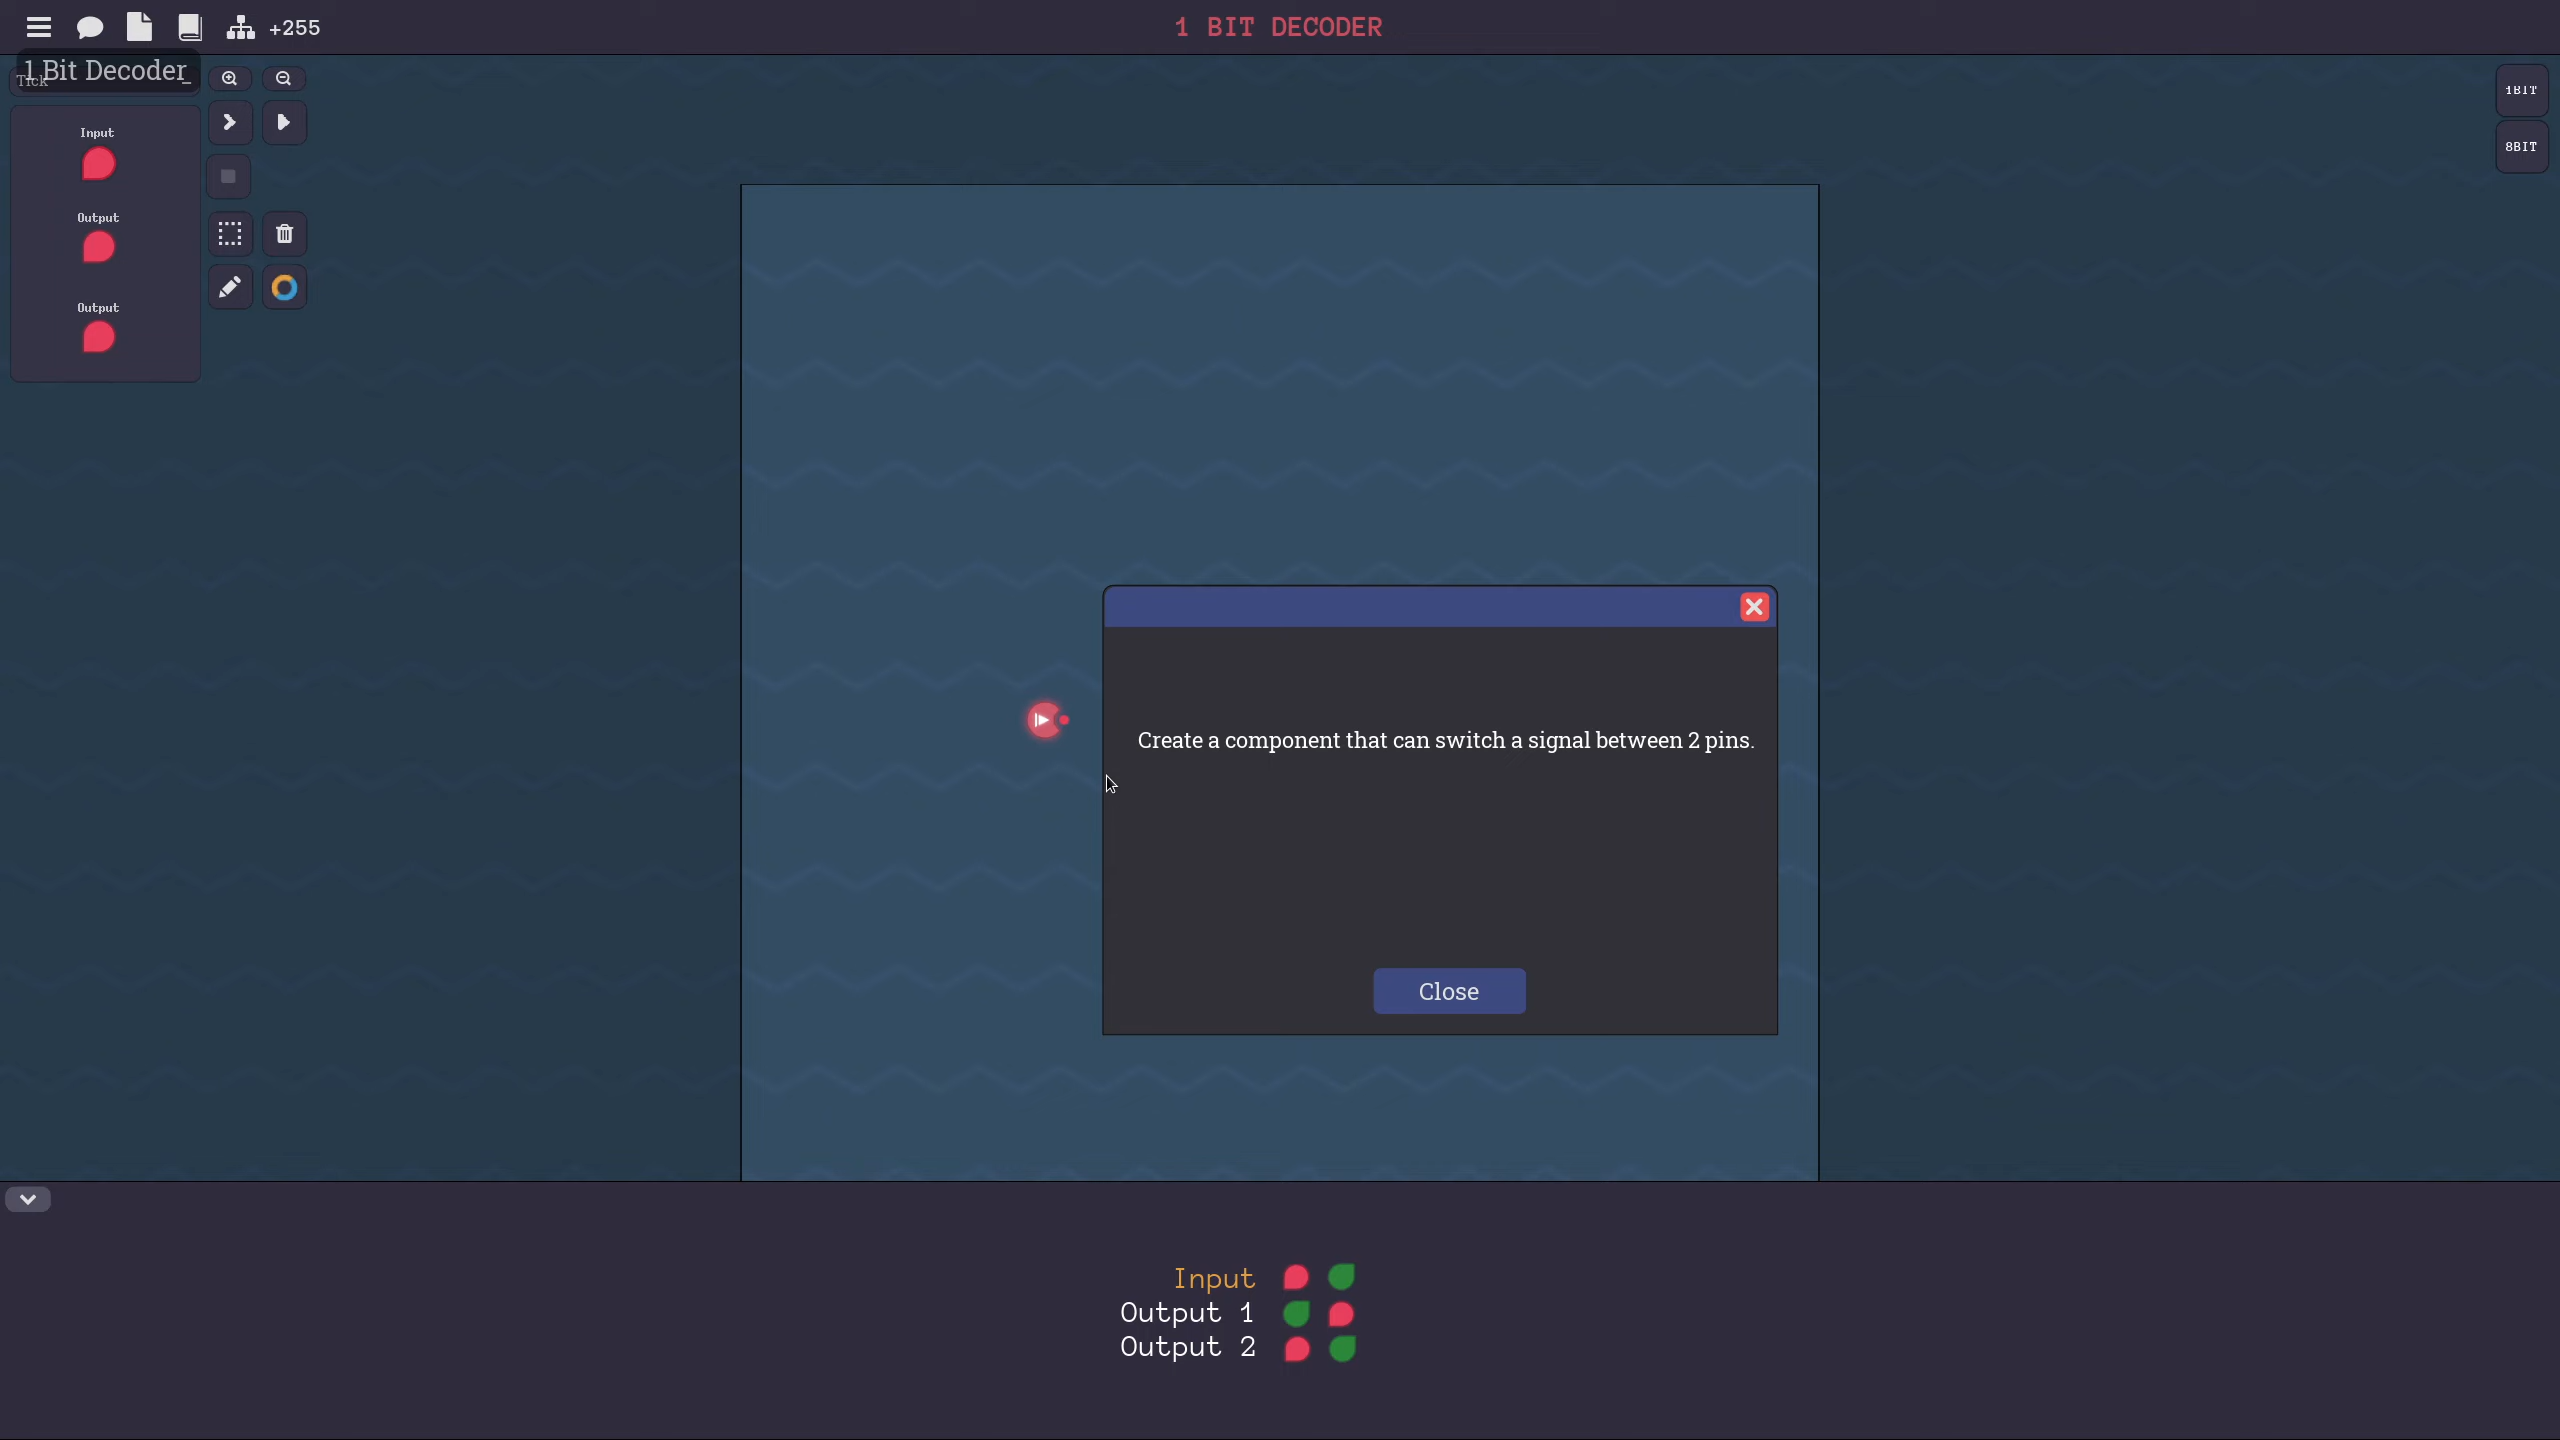 +255
1 BIT DECODER
1 Bit Decoder_
Tick
1BIT
8BIT
Input
Output
Output
Create a component that can switch a signal between 2 pins.
Close
Input
Output 1
Output 2